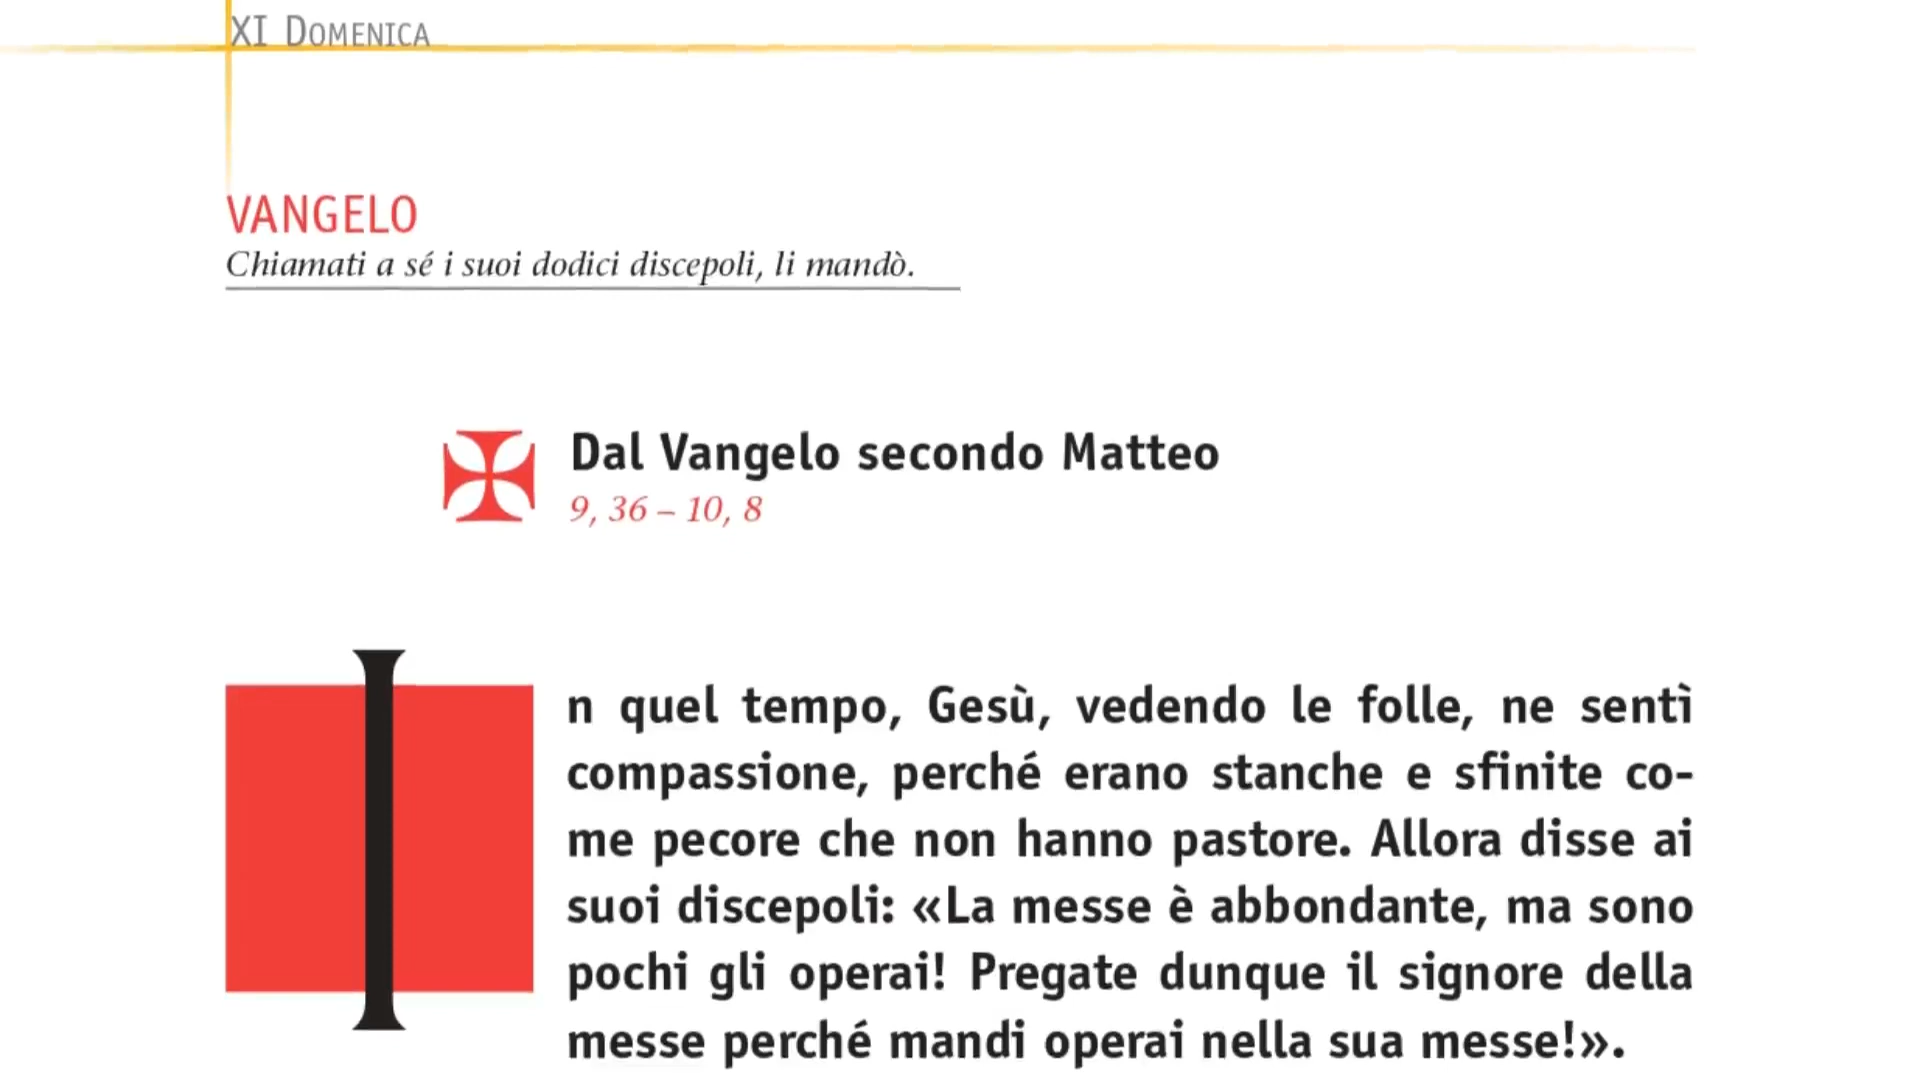 XI DOMENICA
VANGELO
Chiamati a sé i suoi dodici discepoli, li mandò.
Dal Vangelo secondo Matteo
9, 36 – 10, 8
In quel tempo, Gesù, vedendo le folle, ne sentì
compassione, perché erano stanche e sfinite co-
me pecore che non hanno pastore. Allora disse ai
suoi discepoli: «La messe è abbondante, ma sono
pochi gli operai! Pregate dunque il signore della
messe perché mandi operai nella sua messe!».